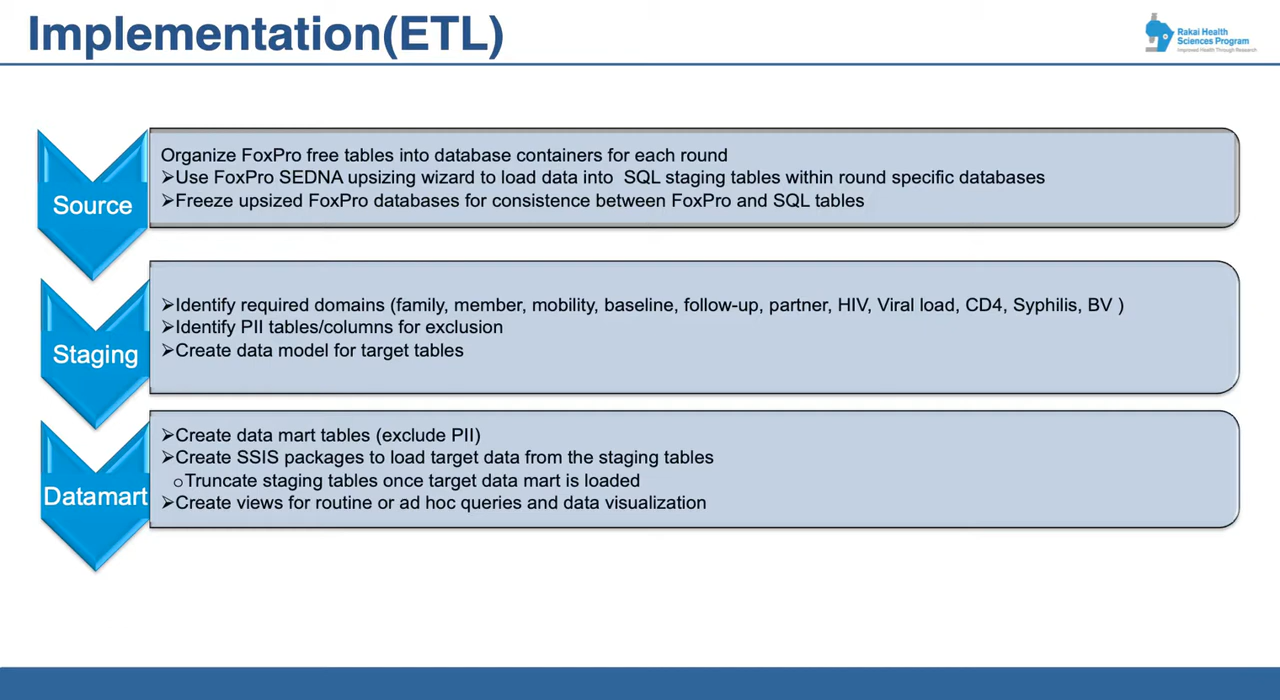 Implementation(ETL)
Rakai Health
Sciences Program
Improved Health Through Research
Source
Organize FoxPro free tables into database containers for each round
➢Use FoxPro SEDNA upsizing wizard to load data into SQL staging tables within round specific databases
➢Freeze upsized FoxPro databases for consistence between FoxPro and SQL tables
Staging
➢Identify required domains (family, member, mobility, baseline, follow-up, partner, HIV, Viral load, CD4, Syphilis, BV )
➢Identify PII tables/columns for exclusion
➢Create data model for target tables
Datamart
➢Create data mart tables (exclude PII)
➢Create SSIS packages to load target data from the staging tables
oTruncate staging tables once target data mart is loaded
➢Create views for routine or ad hoc queries and data visualization